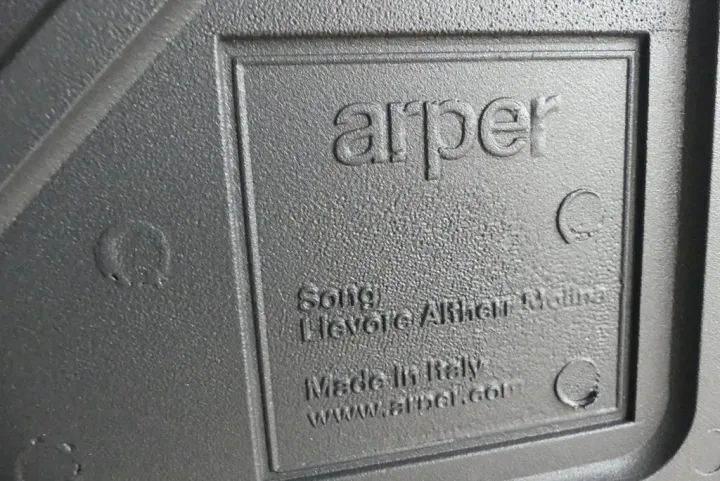 arper
Song
Lievore Altherr Molina
Made in Italy
www.arper.com